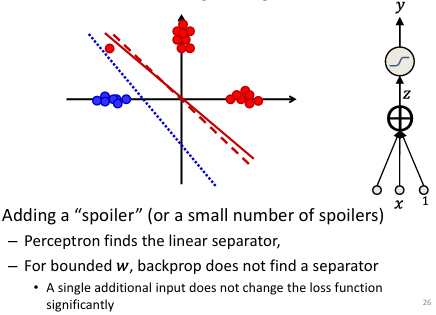 y
z
x
1
Adding a “spoiler” (or a small number of spoilers)
– Perceptron finds the linear separator,
– For bounded w, backprop does not find a separator
• A single additional input does not change the loss function
significantly
26